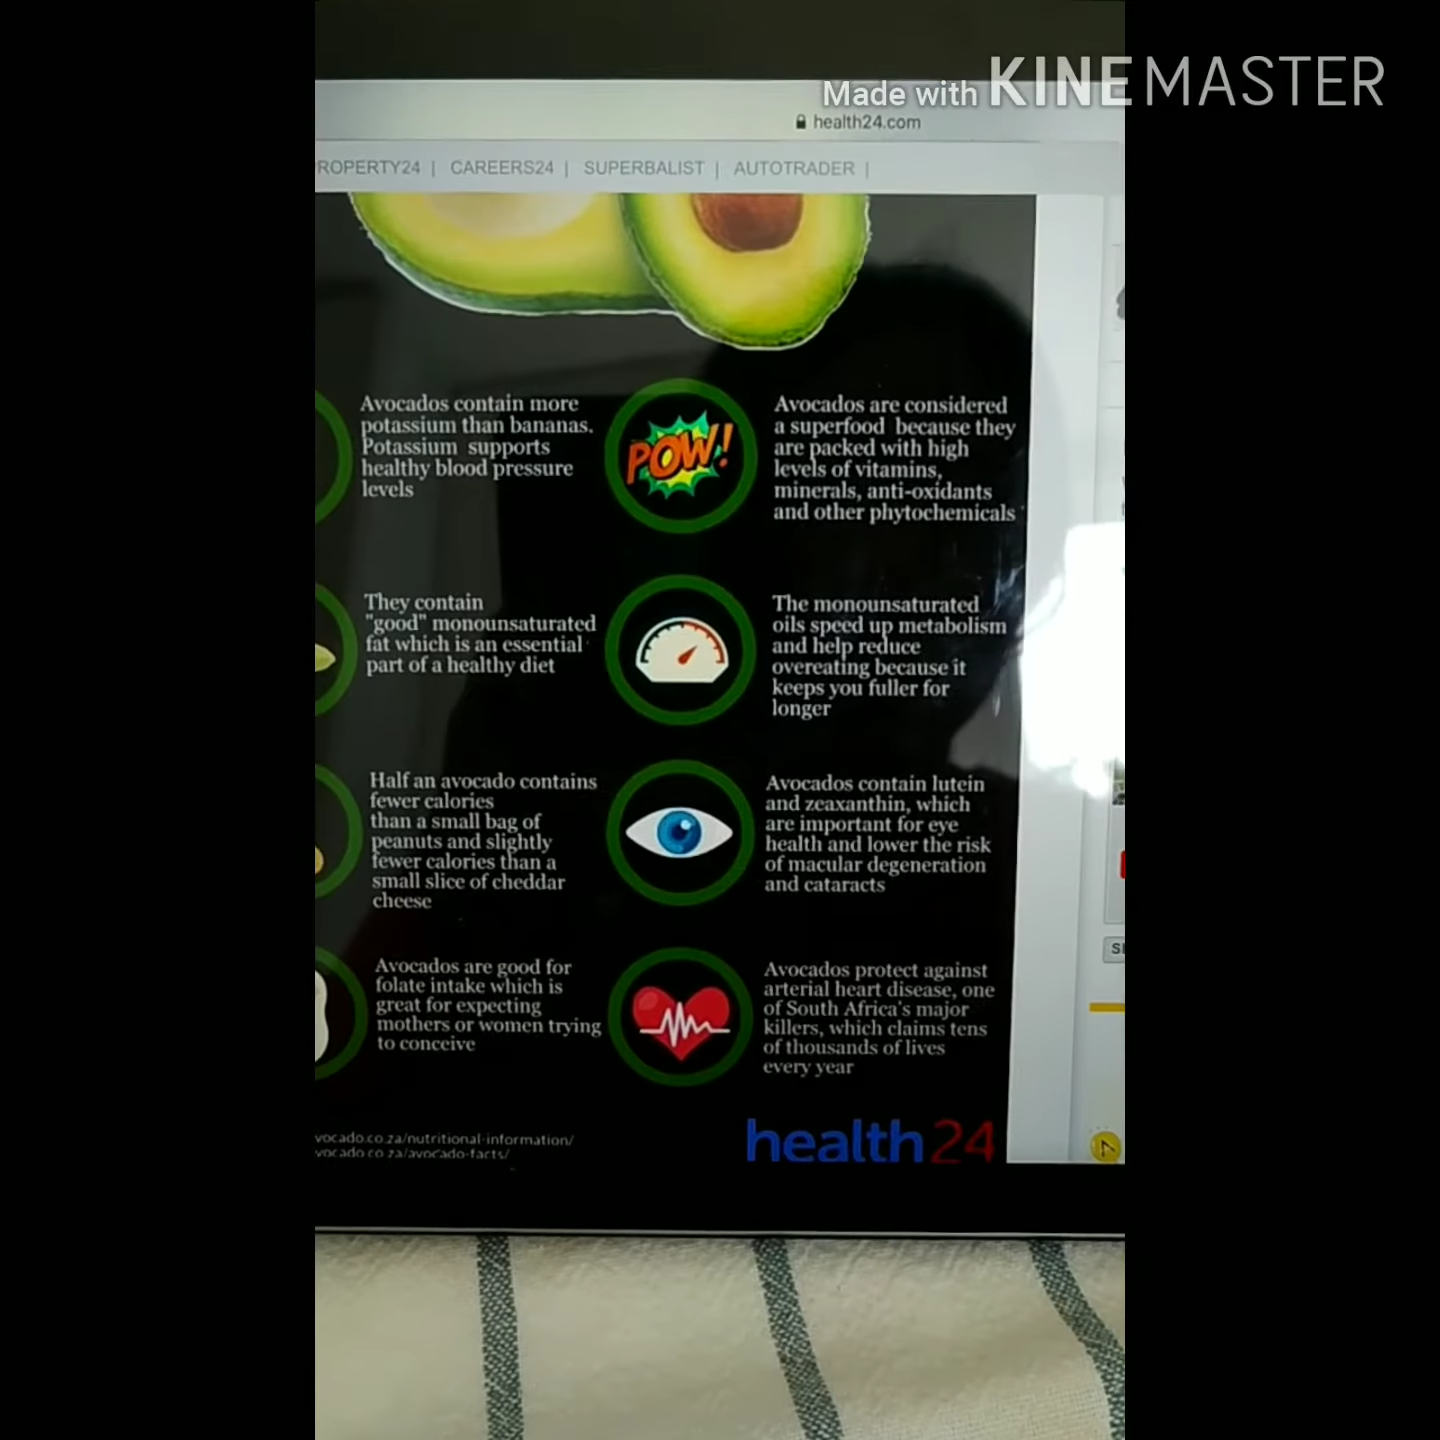 Made with KINEMASTER
health24.com
ROPERTY24 | CAREERS24 | SUPERBALIST | AUTOTRADER |
Avocados contain more
potassium than bananas.
Potassium supports
healthy blood pressure
levels
POW!
Avocados are considered
a superfood because they
are packed with high
levels of vitamins,
minerals, anti-oxidants
and other phytochemicals
They contain
"good" monounsaturated
fat which is an essential
part of a healthy diet
The monounsaturated
oils speed up metabolism
and help reduce
overeating because it
keeps you fuller for
longer
Half an avocado contains
fewer calories
than a small bag of
peanuts and slightly
fewer calories than a
small slice of cheddar
cheese
Avocados contain lutein
and zeaxanthin, which
are important for eye
health and lower the risk
of macular degeneration
and cataracts
Avocados are good for
folate intake which is
great for expecting
mothers or women trying
to conceive
Avocados protect against
arterial heart disease, one
of South Africa's major
killers, which claims tens
of thousands of lives
every year
vocado.co.za/nutritional-information/
vocado.co.za/avocado-facts/
health24